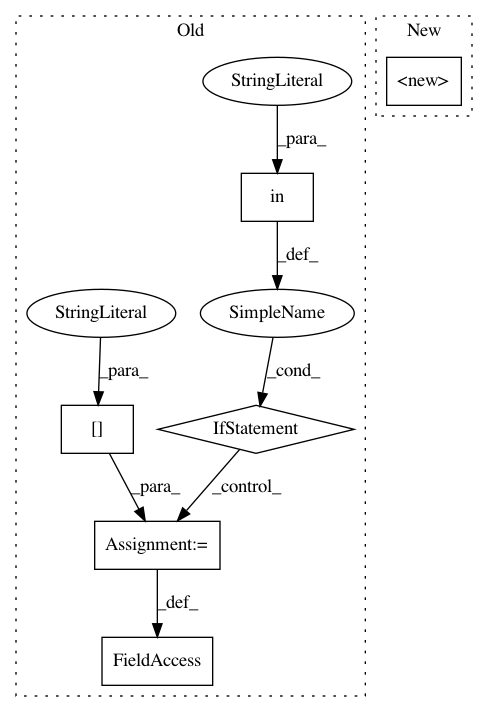 Old
New
StringLiteral
<new>
_para_
in
_def_
StringLiteral
SimpleName
_para_
_cond_
[]
IfStatement
_para_
_control_
Assignment:=
_def_
FieldAccess